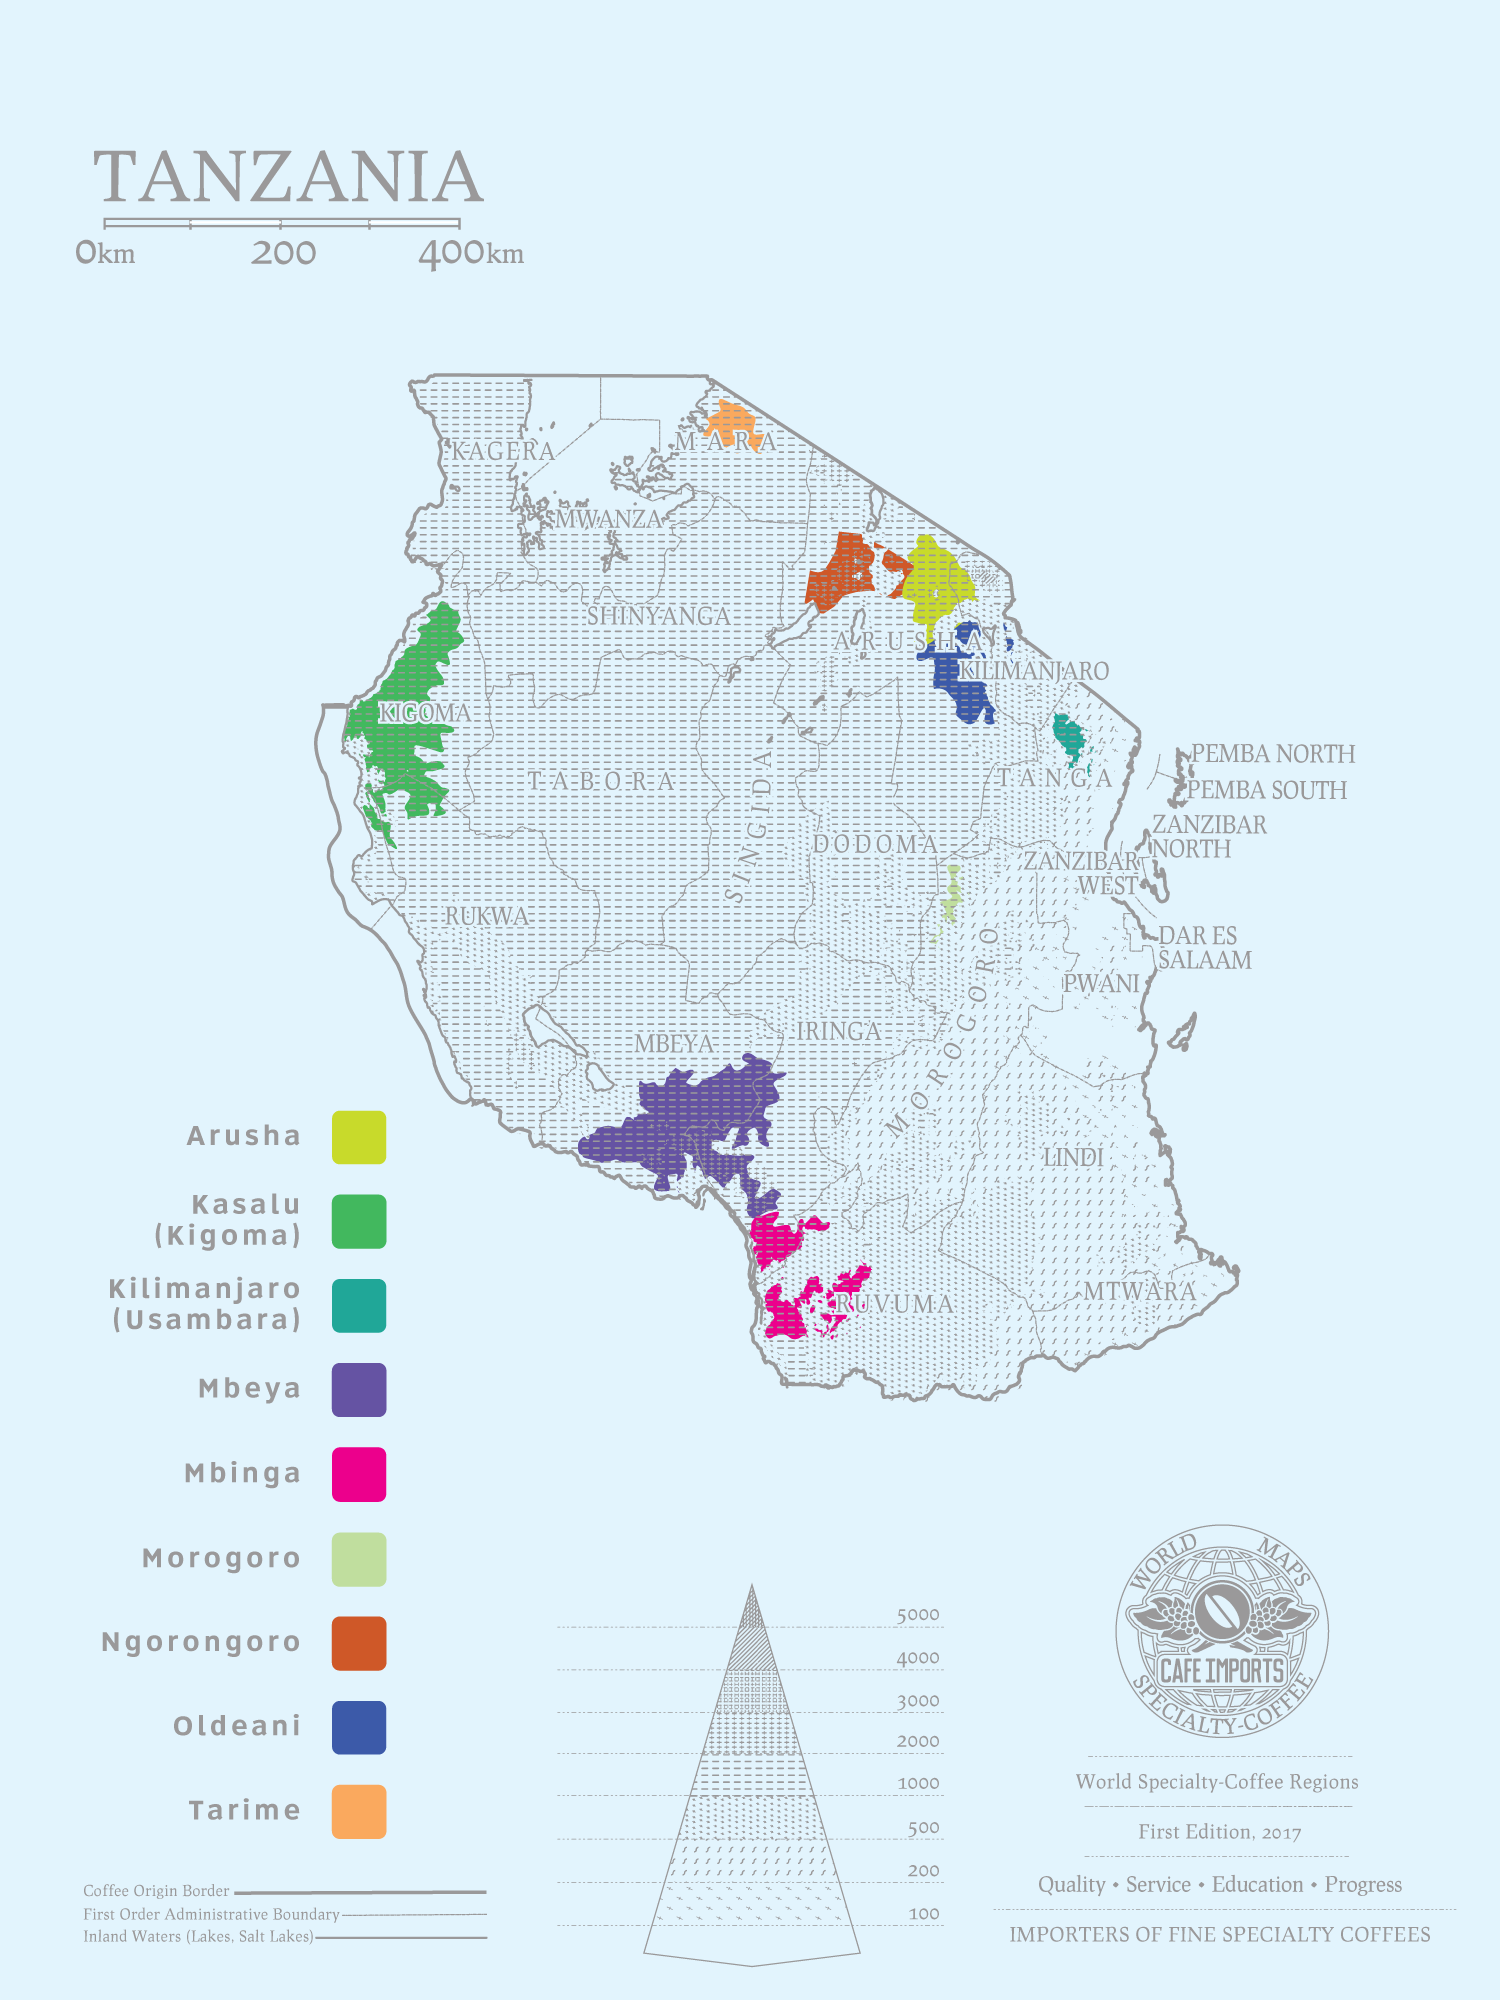 TANZANIA
0km 200 400km
KAGERA
MARA
MWANZA
SHINYANGA
ARUSHA
KILIMANJARO
KIGOMA
TABORA
SINGIDA
TANGA
PEMBA NORTH
PEMBA SOUTH
ZANZIBAR
NORTH
DODOMA
ZANZIBAR
WEST
RUKWA
DAR ES
SALAAM
PWANI
MBEYA
IRINGA
MOROGORO
LINDI
MTWARA
RUVUMA
Arusha
Kasalu
(Kigoma)
Kilimanjaro
(Usambara)
Mbeya
Mbinga
Morogoro
Ngorongoro
Oldeani
Tarime
Coffee Origin Border
First Order Administrative Boundary
Inland Waters (Lakes, Salt Lakes)
5000
4000
3000
2000
1000
500
200
100
WORLD MAPS
CAFE IMPORTS
SPECIALTY-COFFEE
World Specialty-Coffee Regions
First Edition, 2017
Quality • Service • Education • Progress
IMPORTERS OF FINE SPECIALTY COFFEES